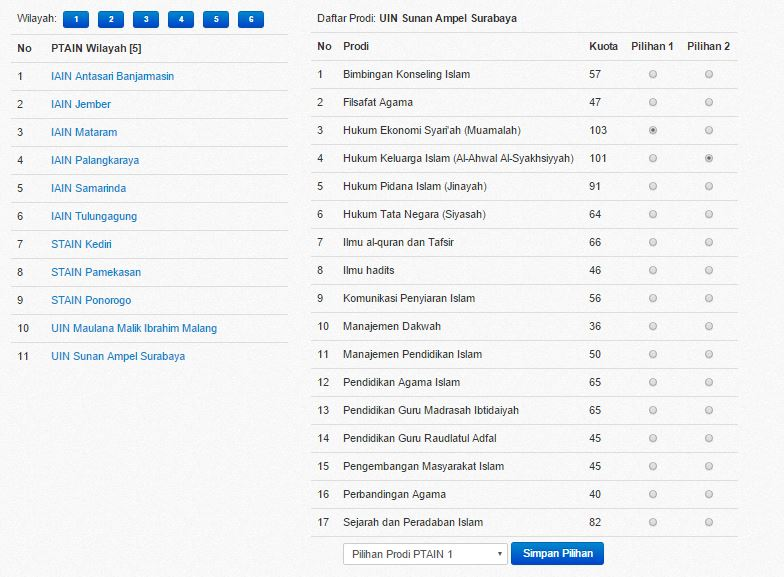 Wilayah: 1 2 3 4 5 6
No PTAIN Wilayah [5]
1 IAIN Antasari Banjarmasin
2 IAIN Jember
3 IAIN Mataram
4 IAIN Palangkaraya
5 IAIN Samarinda
6 IAIN Tulungagung
7 STAIN Kediri
8 STAIN Pamekasan
9 STAIN Ponorogo
10 UIN Maulana Malik Ibrahim Malang
11 UIN Sunan Ampel Surabaya
Daftar Prodi: UIN Sunan Ampel Surabaya
No Prodi Kuota Pilihan 1 Pilihan 2
1 Bimbingan Konseling Islam 57
2 Filsafat Agama 47
3 Hukum Ekonomi Syari'ah (Muamalah) 103
4 Hukum Keluarga Islam (Al-Ahwal Al-Syakhsiyyah) 101
5 Hukum Pidana Islam (Jinayah) 91
6 Hukum Tata Negara (Siyasah) 64
7 Ilmu al-quran dan Tafsir 66
8 Ilmu hadits 46
9 Komunikasi Penyiaran Islam 56
10 Manajemen Dakwah 36
11 Manajemen Pendidikan Islam 50
12 Pendidikan Agama Islam 65
13 Pendidikan Guru Madrasah Ibtidaiyah 65
14 Pendidikan Guru Raudlatul Adfal 45
15 Pengembangan Masyarakat Islam 45
16 Perbandingan Agama 40
17 Sejarah dan Peradaban Islam 82
Pilihan Prodi PTAIN 1 Simpan Pilihan